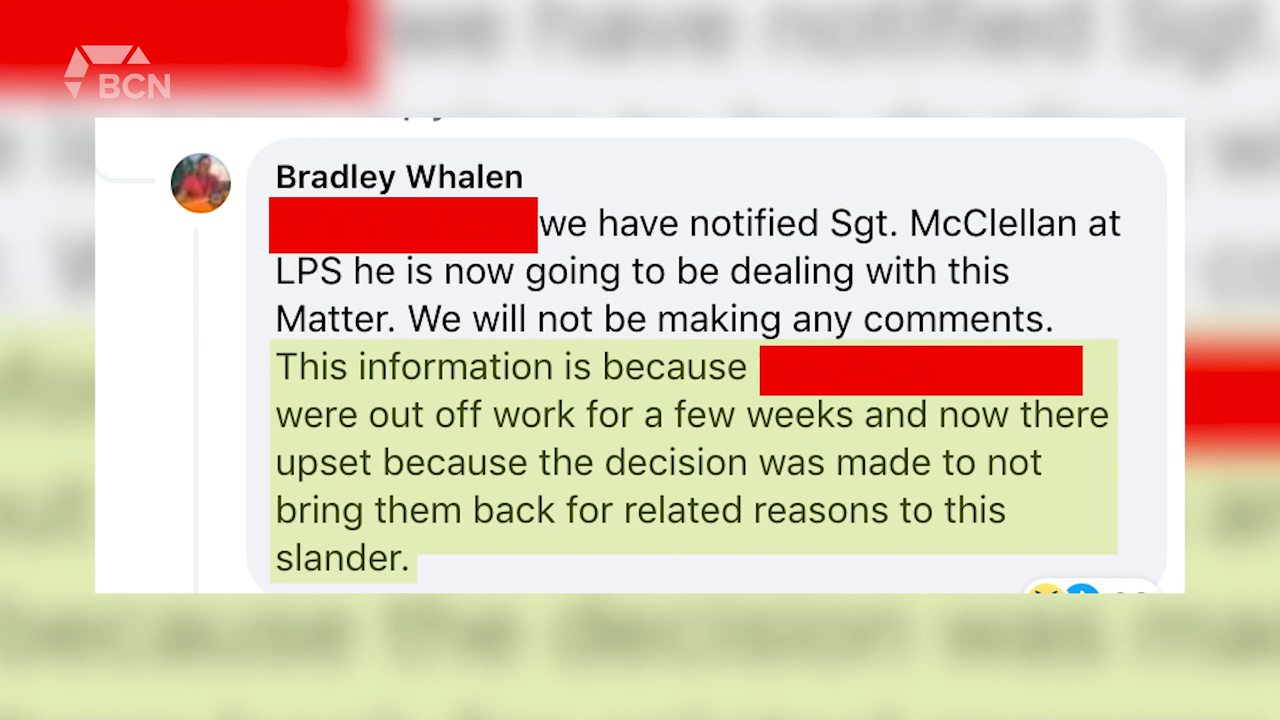 BCN
Bradley Whalen
we have notified Sgt. McClellan at
LPS he is now going to be dealing with this
Matter. We will not be making any comments.
This information is because
were out off work for a few weeks and now there
upset because the decision was made to not
bring them back for related reasons to this
slander.